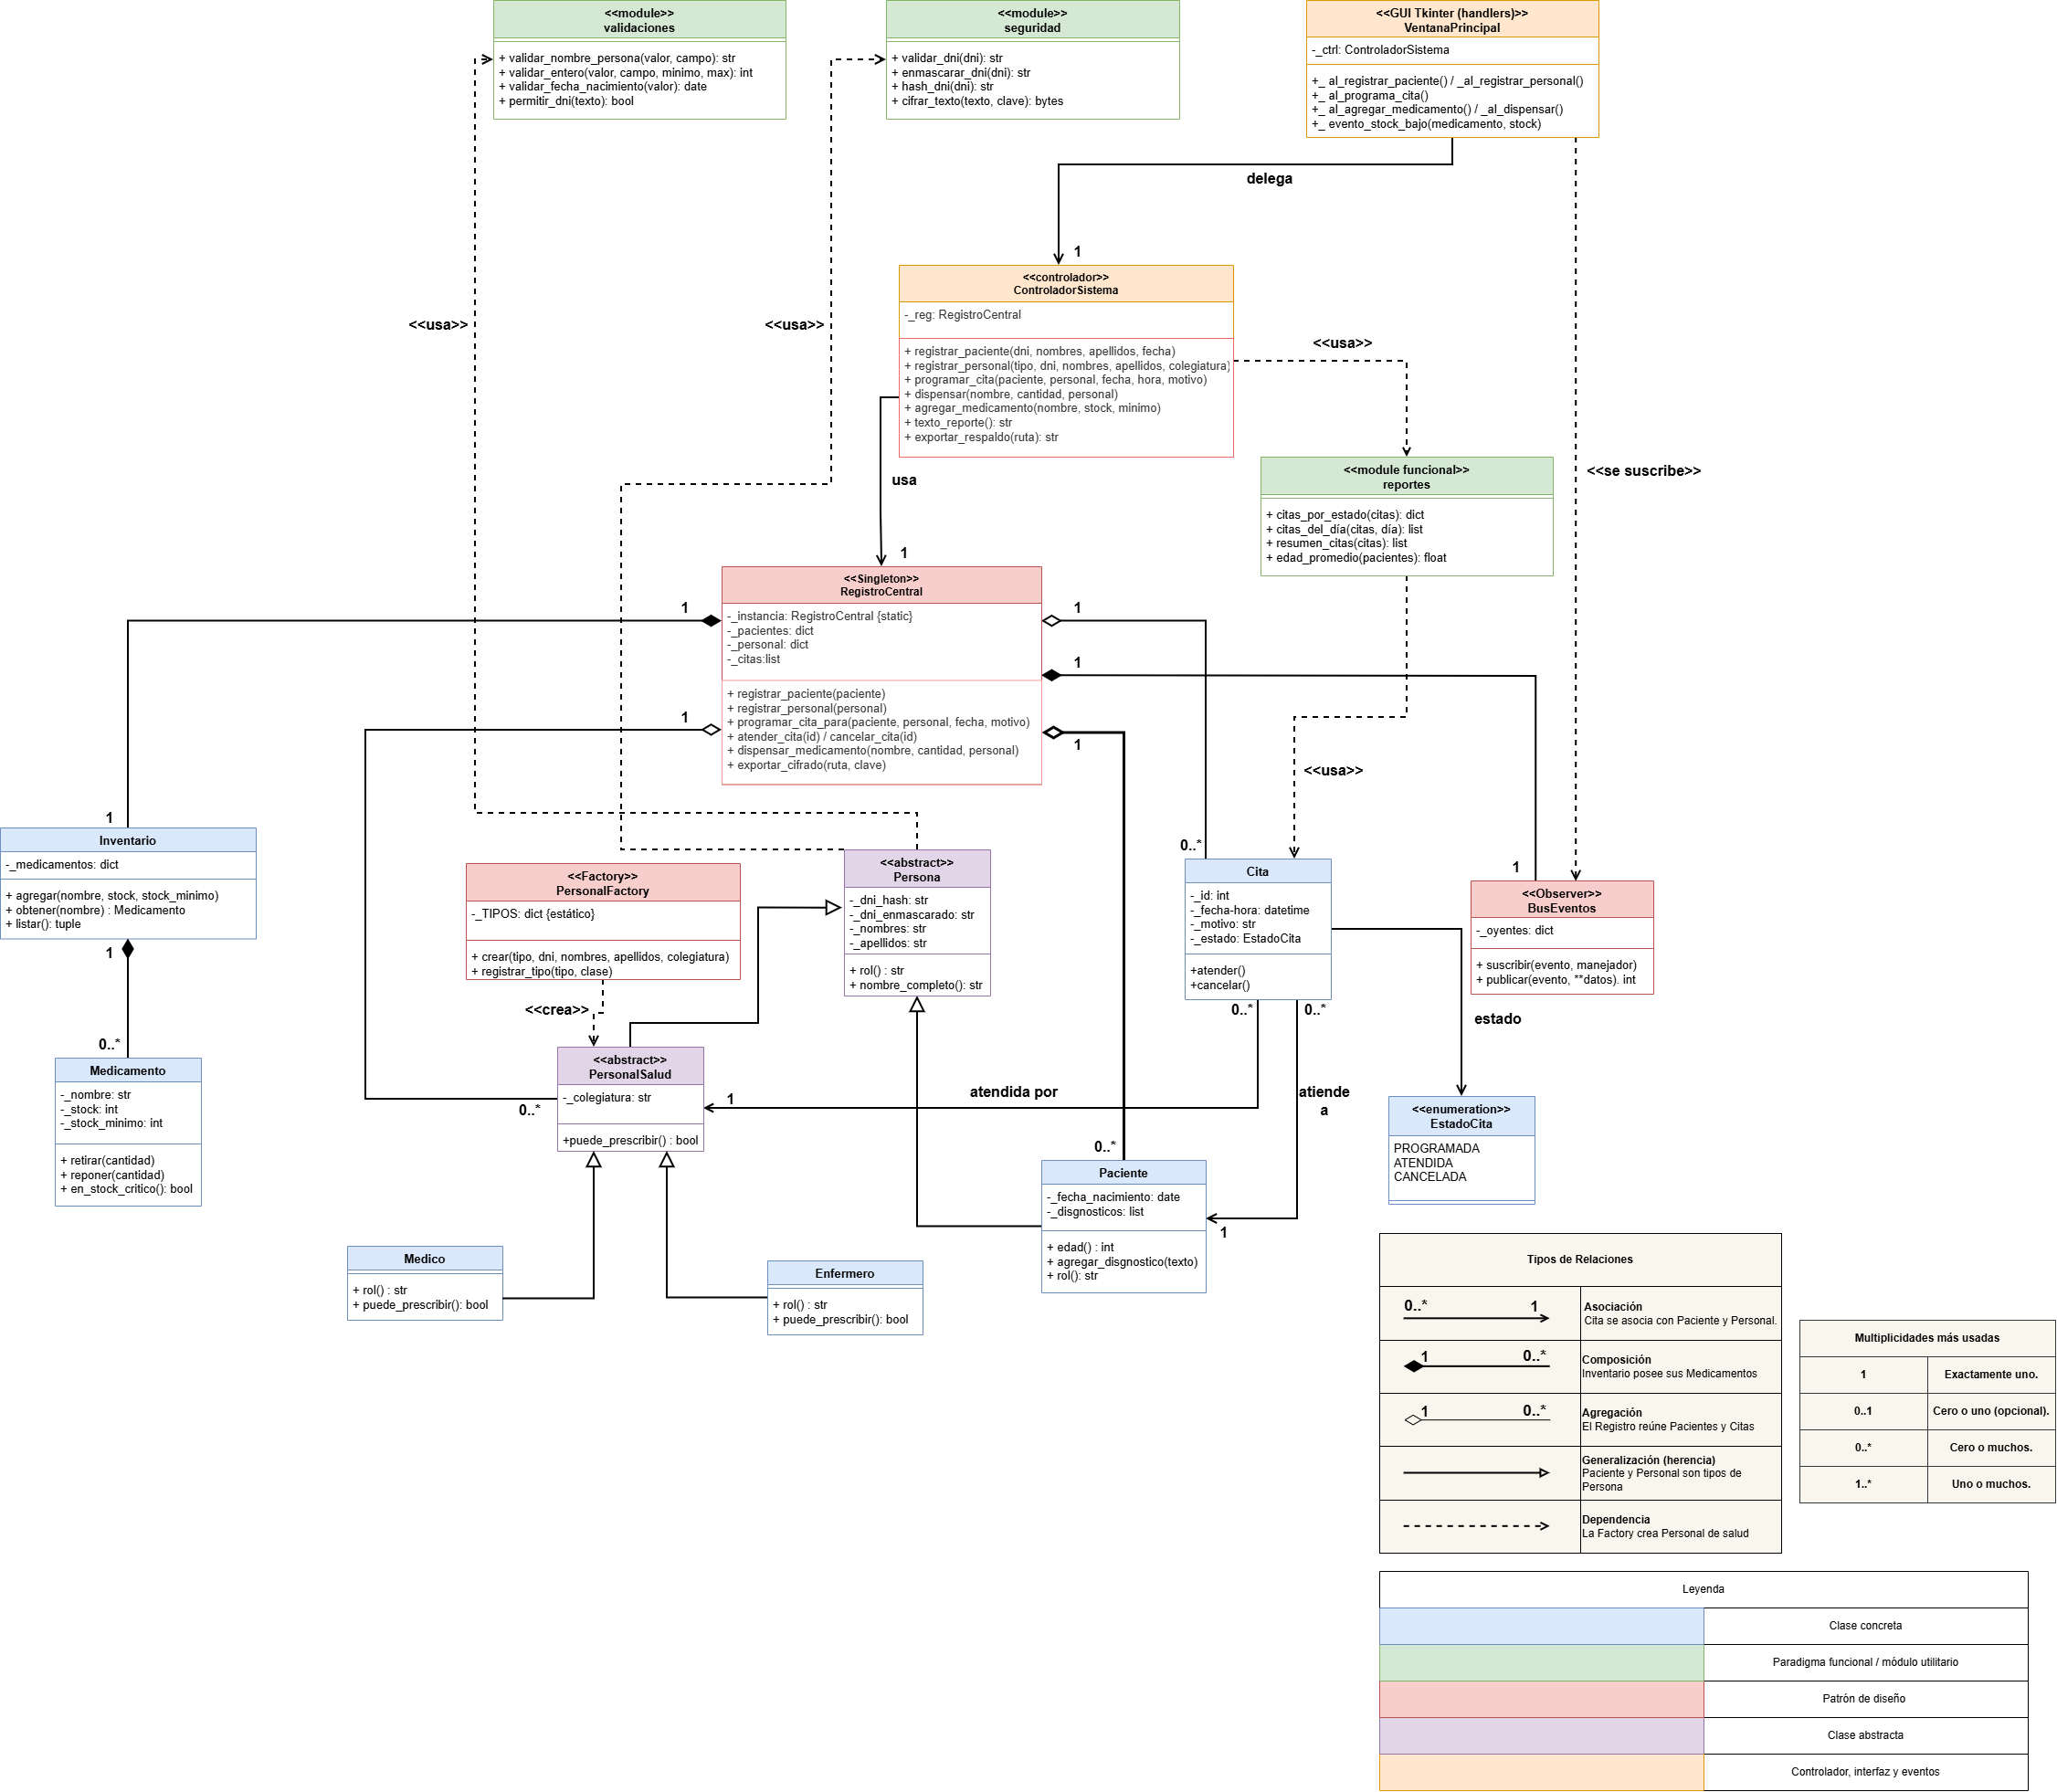 <<module>>
validaciones
+ validar_nombre_persona(valor, campo): str
+ validar_entero(valor, campo, minimo, max): int
+ validar_fecha_nacimiento(valor): date
+ permitir_dni(texto): bool
<<module>>
seguridad
+ validar_dni(dni): str
+ enmascarar_dni(dni): str
+ hash_dni(dni): str
+ cifrar_texto(texto, clave): bytes
<<GUI Tkinter (handlers)>>
VentanaPrincipal
-_ctrl: ControladorSistema
+_ al_registrar_paciente() / _al_registrar_personal()
+_ al_programa_cita()
+_ al_agregar_medicamento() / _al_dispensar()
+_ evento_stock_bajo(medicamento, stock)
delega
1
<<controlador>>
ControladorSistema
-_reg: RegistroCentral
+ registrar_paciente(dni, nombres, apellidos, fecha)
+ registrar_personal(tipo, dni, nombres, apellidos, colegiatura)
+ programar_cita(paciente, personal, fecha, hora, motivo)
+ dispensar(nombre, cantidad, personal)
+ agregar_medicamento(nombre, stock, minimo)
+ texto_reporte(): str
+ exportar_respaldo(ruta): str
<<usa>>
<<usa>>
<<usa>>
<<se suscribe>>
usa
1
<<module funcional>>
reportes
+ citas_por_estado(citas): dict
+ citas_del_día(citas, día): list
+ resumen_citas(citas): list
+ edad_promedio(pacientes): float
<<Singleton>>
RegistroCentral
-_instancia: RegistroCentral {static}
-_pacientes: dict
-_personal: dict
-_citas:list
+ registrar_paciente(paciente)
+ registrar_personal(personal)
+ programar_cita_para(paciente, personal, fecha, motivo)
+ atender_cita(id) / cancelar_cita(id)
+ dispensar_medicamento(nombre, cantidad, personal)
+ exportar_cifrado(ruta, clave)
1
1
1
1
1
<<usa>>
1
Inventario
-_medicamentos: dict
+ agregar(nombre, stock, stock_minimo)
+ obtener(nombre) : Medicamento
+ listar(): tuple
1
0..*
Medicamento
-_nombre: str
-_stock: int
-_stock_minimo: int
+ retirar(cantidad)
+ reponer(cantidad)
+ en_stock_critico(): bool
<<Factory>>
PersonalFactory
-_TIPOS: dict {estático}
+ crear(tipo, dni, nombres, apellidos, colegiatura)
+ registrar_tipo(tipo, clase)
<<crea>>
<<abstract>>
Persona
-_dni_hash: str
-_dni_enmascarado: str
-_nombres: str
-_apellidos: str
+ rol() : str
+ nombre_completo(): str
0..*
Cita
-_id: int
-_fecha-hora: datetime
-_motivo: str
-_estado: EstadoCita
+atender()
+cancelar()
0..*
0..*
1
<<Observer>>
BusEventos
-_oyentes: dict
+ suscribir(evento, manejador)
+ publicar(evento, **datos). int
estado
<<abstract>>
PersonalSalud
-_colegiatura: str
+puede_prescribir() : bool
0..*
1
atendida por
atiende
a
0..*
<<enumeration>>
EstadoCita
PROGRAMADA
ATENDIDA
CANCELADA
Paciente
-_fecha_nacimiento: date
-_disgnosticos: list
+ edad() : int
+ agregar_disgnostico(texto)
+ rol(): str
1
Medico
+ rol() : str
+ puede_prescribir(): bool
Enfermero
+ rol() : str
+ puede_prescribir(): bool
Tipos de Relaciones
0..* 1
Asociación
Cita se asocia con Paciente y Personal.
1 0..*
Composición
Inventario posee sus Medicamentos
1 0..*
Agregación
El Registro reúne Pacientes y Citas
Generalización (herencia)
Paciente y Personal son tipos de
Persona
Dependencia
La Factory crea Personal de salud
Multiplicidades más usadas
1 Exactamente uno.
0..1 Cero o uno (opcional).
0..* Cero o muchos.
1..* Uno o muchos.
Leyenda
Clase concreta
Paradigma funcional / módulo utilitario
Patrón de diseño
Clase abstracta
Controlador, interfaz y eventos